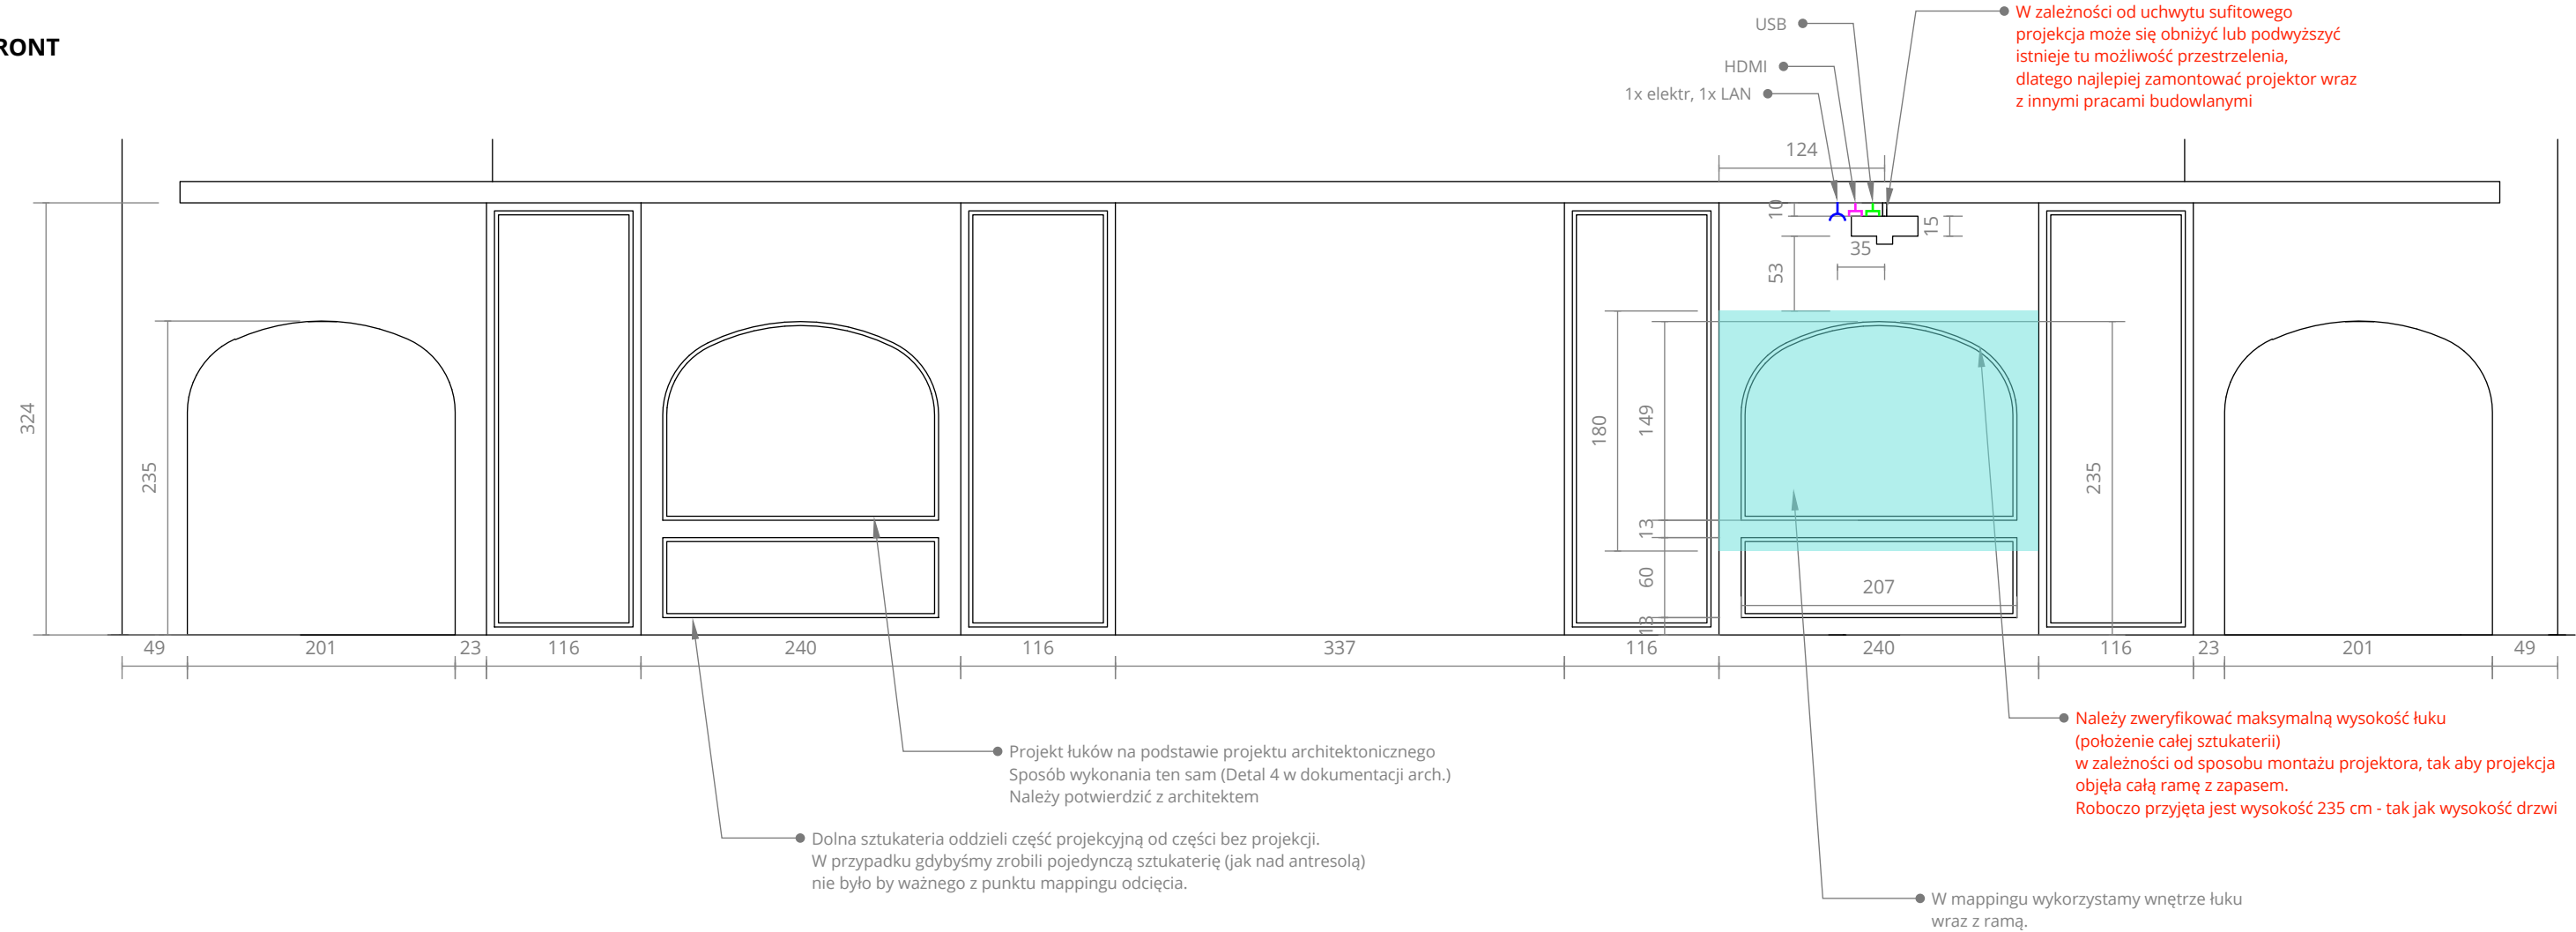 RONT
USB
HDMI
1x elektr, 1x LAN
W zależności od uchwytu sufitowego
projekcja może się obniżyć lub podwyższyć
istnieje tu możliwość przestrzelenia,
dlatego najlepiej zamontować projektor wraz
z innymi pracami budowlanymi
124
10
15
35
53
324
235
180
149
13
60
13
207
235
49
201
23
116
240
116
337
116
240
116
23
201
49
Projekt łuków na podstawie projektu architektonicznego
Sposób wykonania ten sam (Detal 4 w dokumentacji arch.)
Należy potwierdzić z architektem
Dolna sztukateria oddzieli część projekcyjną od części bez projekcji.
W przypadku gdybyśmy zrobili pojedynczą sztukaterię (jak nad antresolą)
nie było by ważnego z punktu mappingu odcięcia.
Należy zweryfikować maksymalną wysokość łuku
(położenie całej sztukaterii)
w zależności od sposobu montażu projektora, tak aby projekcja
objęła całą ramę z zapasem.
Roboczo przyjęta jest wysokość 235 cm - tak jak wysokość drzwi
W mappingu wykorzystamy wnętrze łuku
wraz z ramą.